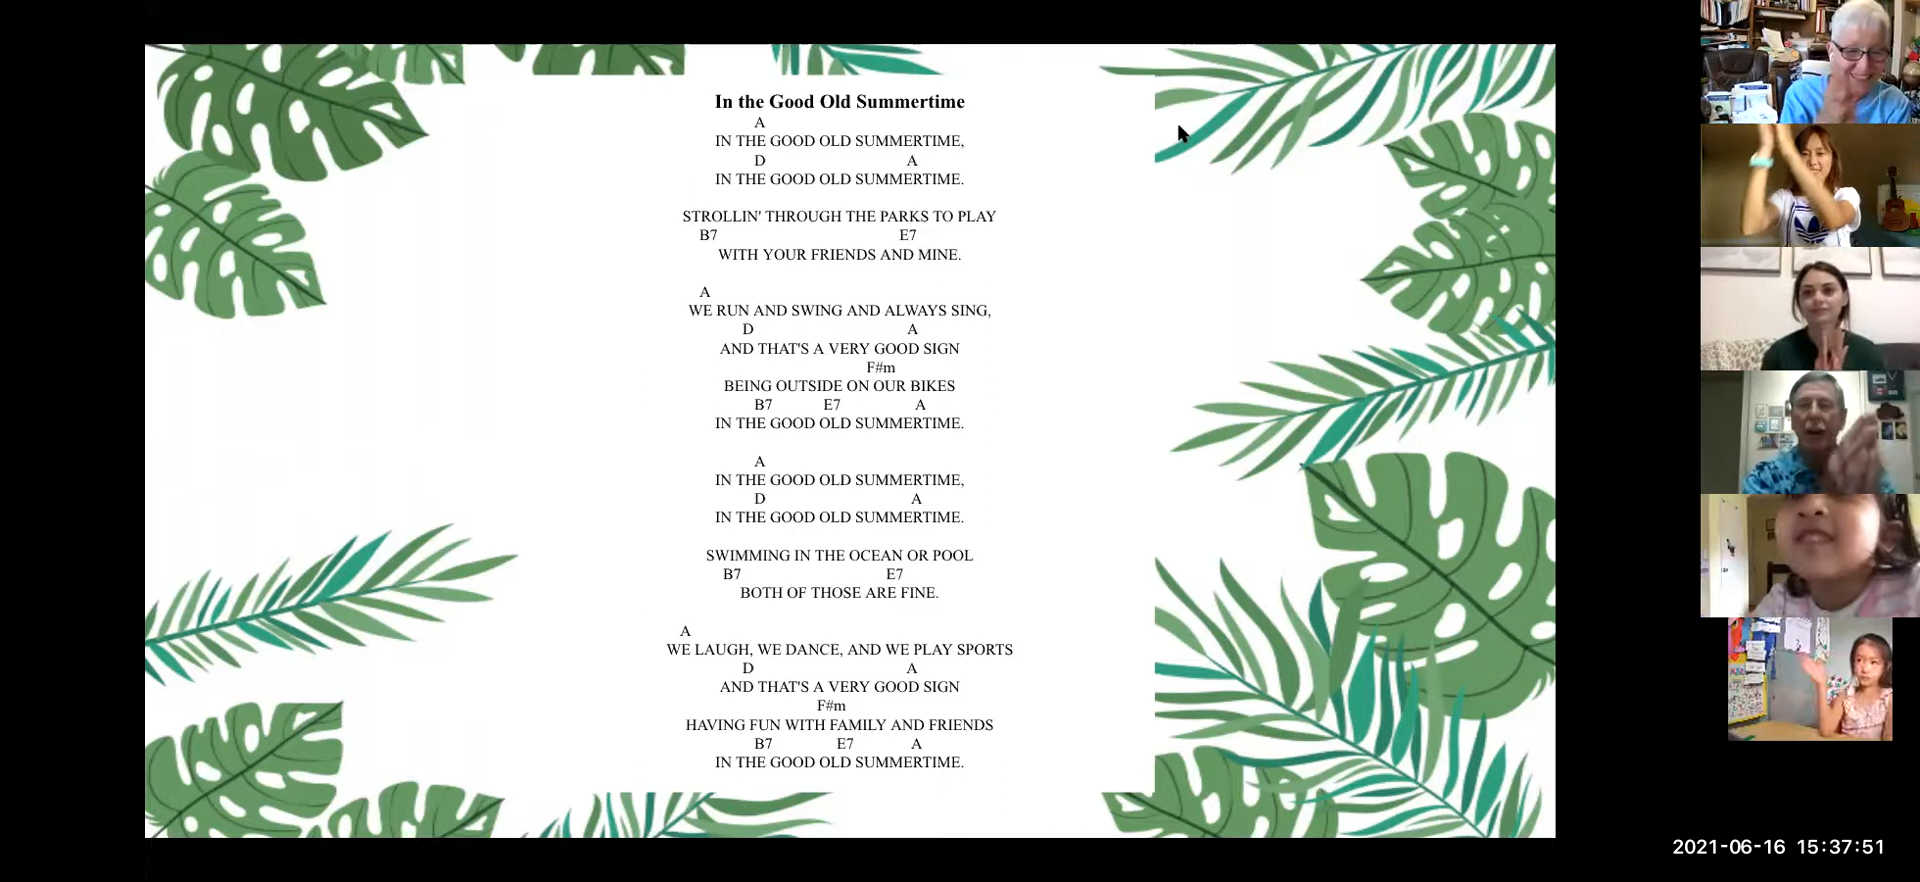 In the Good Old Summertime
A
IN THE GOOD OLD SUMMERTIME,
D A
IN THE GOOD OLD SUMMERTIME.
STROLLIN' THROUGH THE PARKS TO PLAY
B7 E7
WITH YOUR FRIENDS AND MINE.
A
WE RUN AND SWING AND ALWAYS SING,
D A
AND THAT'S A VERY GOOD SIGN
F#m
BEING OUTSIDE ON OUR BIKES
B7 E7 A
IN THE GOOD OLD SUMMERTIME.
A
IN THE GOOD OLD SUMMERTIME,
D A
IN THE GOOD OLD SUMMERTIME.
SWIMMING IN THE OCEAN OR POOL
B7 E7
BOTH OF THOSE ARE FINE.
A
WE LAUGH, WE DANCE, AND WE PLAY SPORTS
D A
AND THAT'S A VERY GOOD SIGN
F#m
HAVING FUN WITH FAMILY AND FRIENDS
B7 E7 A
IN THE GOOD OLD SUMMERTIME.
2021-06-16 15:37:51